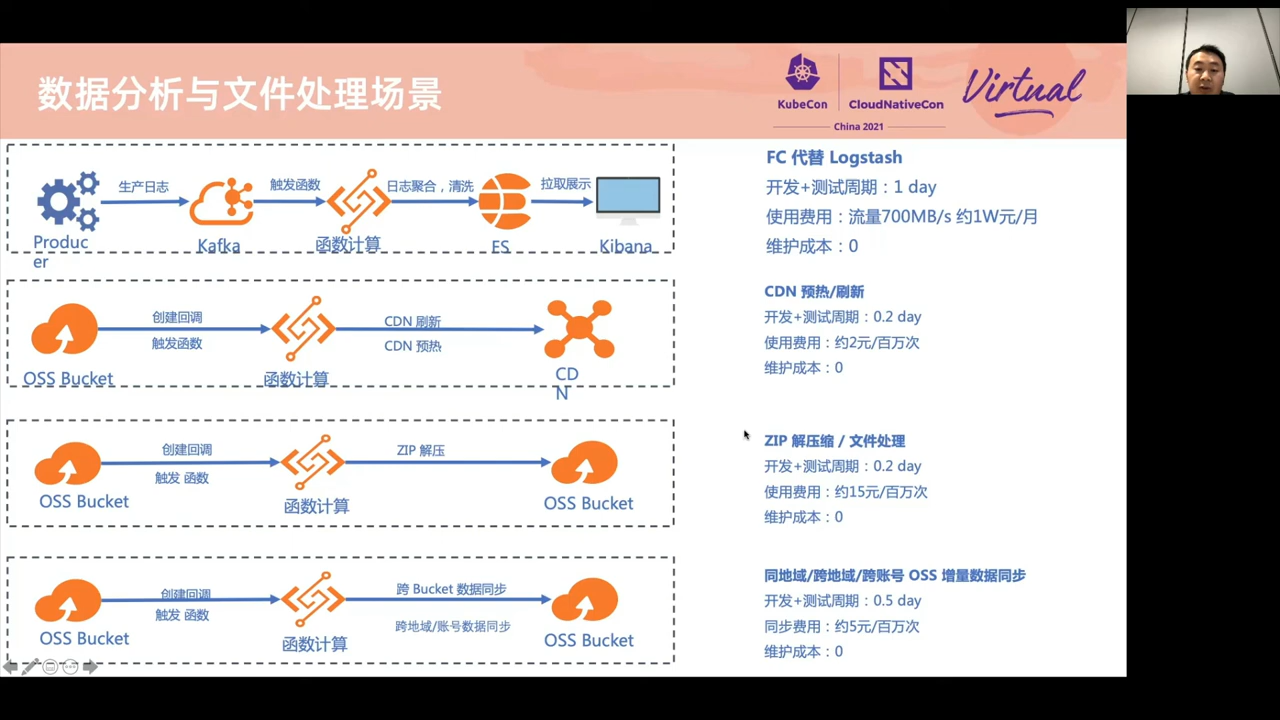 数据分析与文件处理场景
KubeCon
CloudNativeCon
Virtual
China 2021
生产日志
触发函数
日志聚合，清洗
拉取展示
Produc
er
Kafka
函数计算
ES
Kibana
FC 代替 Logstash
开发+测试周期：1 day
使用费用：流量700MB/s 约1W元/月
维护成本：0
创建回调
触发函数
CDN 刷新
CDN 预热
OSS Bucket
函数计算
CD
N
CDN 预热/刷新
开发+测试周期：0.2 day
使用费用：约2元/百万次
维护成本：0
创建回调
触发 函数
ZIP 解压
OSS Bucket
函数计算
OSS Bucket
ZIP 解压缩 / 文件处理
开发+测试周期：0.2 day
使用费用：约15元/百万次
维护成本：0
创建回调
触发 函数
跨 Bucket 数据同步
跨地域/账号数据同步
OSS Bucket
函数计算
OSS Bucket
同地域/跨地域/跨账号 OSS 增量数据同步
开发+测试周期：0.5 day
同步费用：约5元/百万次
维护成本：0